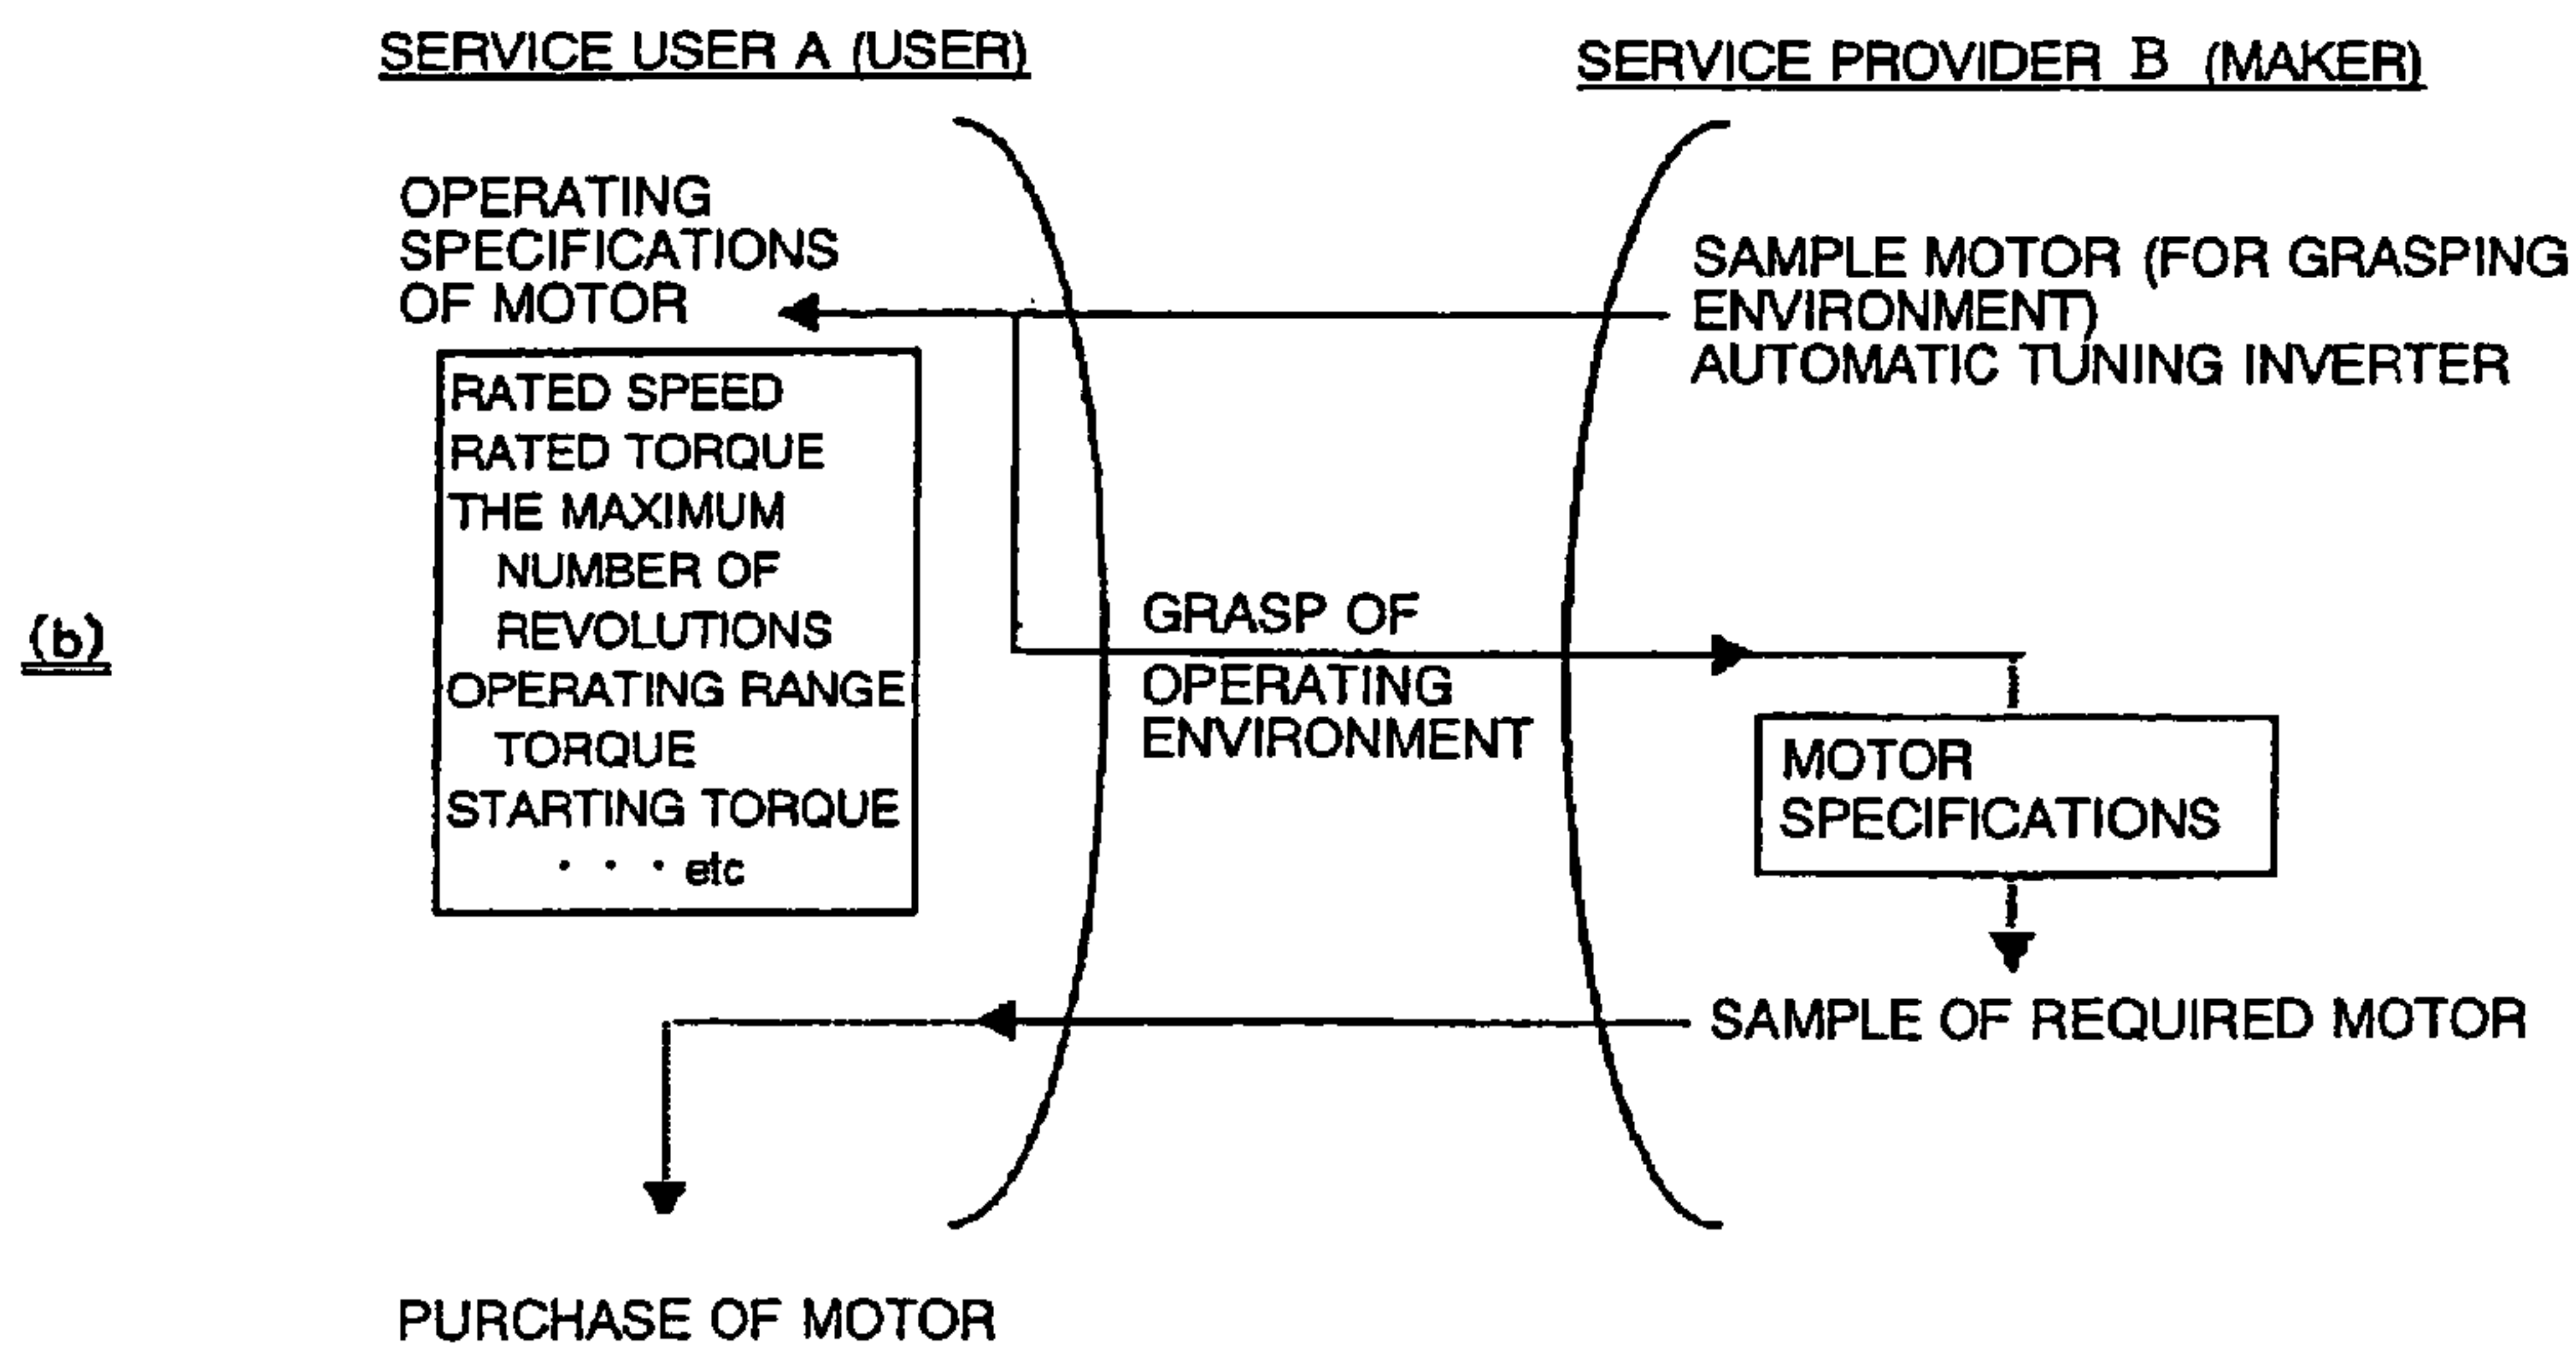 SERVICE USER A (USER)
SERVICE PROVIDER B (MAKER)
OPERATING
SPECIFICATIONS
OF MOTOR
SAMPLE MOTOR (FOR GRASPING
ENVIRONMENT)
AUTOMATIC TUNING INVERTER
RATED SPEED
RATED TORQUE
THE MAXIMUM
NUMBER OF
REVOLUTIONS
OPERATING RANGE
TORQUE
STARTING TORQUE
・・・etc
(b)
GRASP OF
OPERATING
ENVIRONMENT
MOTOR
SPECIFICATIONS
SAMPLE OF REQUIRED MOTOR
PURCHASE OF MOTOR